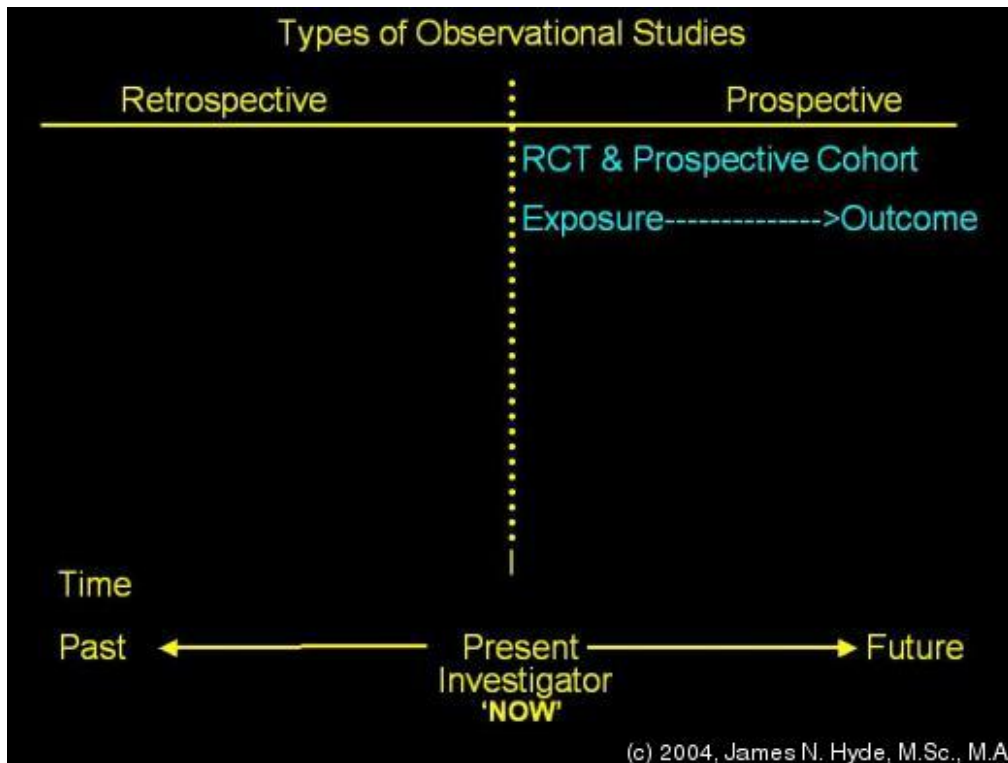 Types of Observational Studies
Retrospective Prospective
RCT & Prospective Cohort
Exposure-------------->Outcome
Time
Past Present Future
Investigator
‘NOW’
(c) 2004, James N. Hyde, M.Sc., M.A